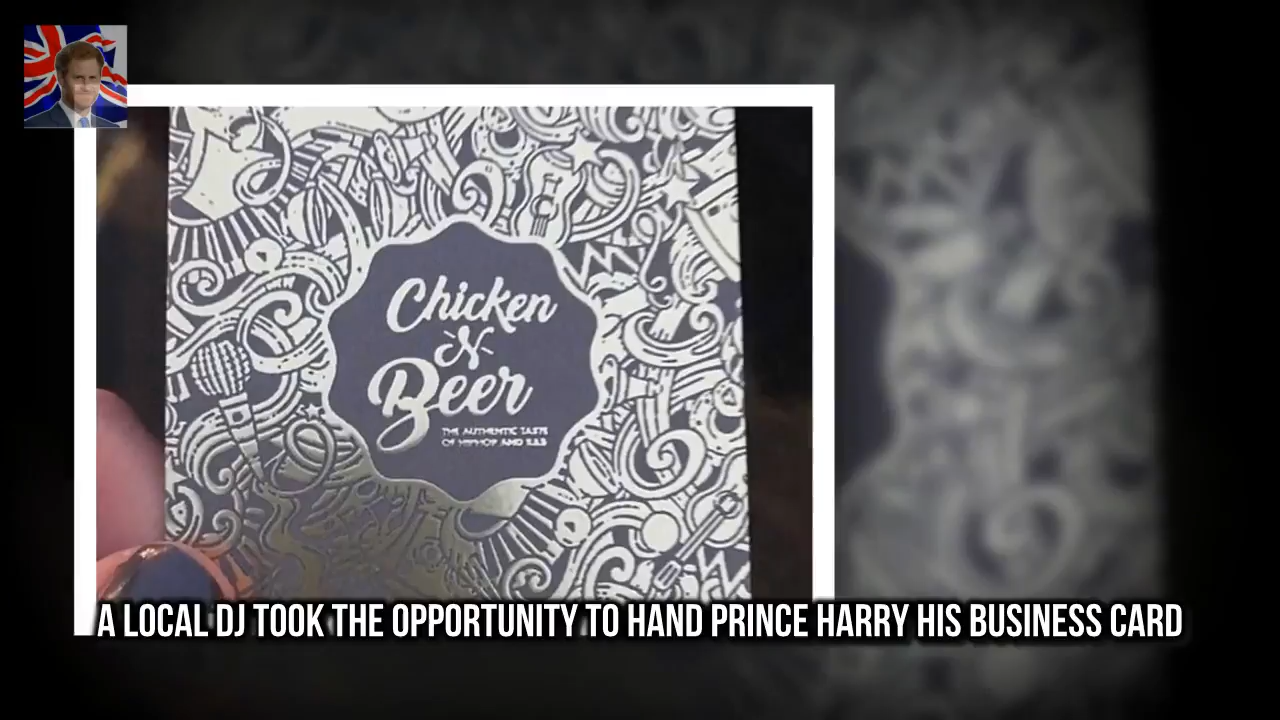 Chicken
N
Beer
THE AUTHENTIC TASTE
OF HIPHOP AND R&B
A LOCAL DJ TOOK THE OPPORTUNITY TO HAND PRINCE HARRY HIS BUSINESS CARD